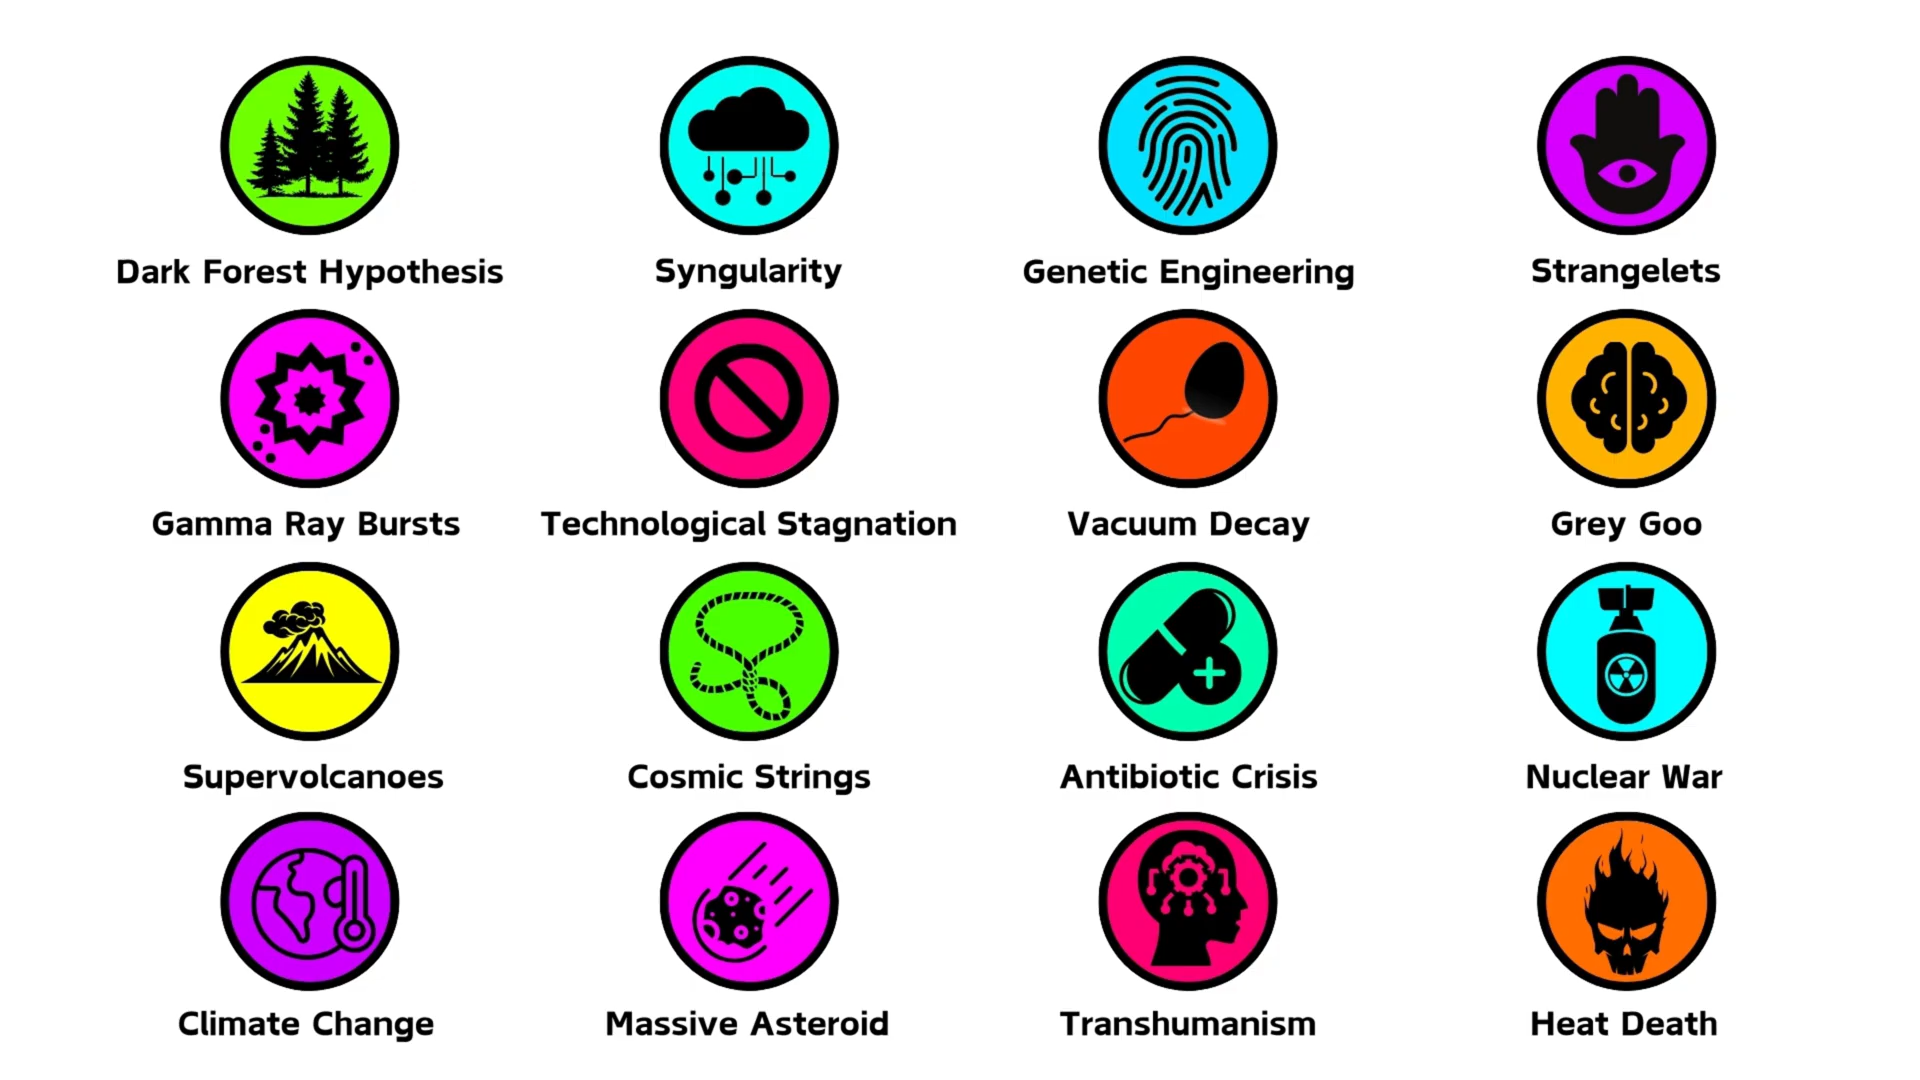 Dark Forest Hypothesis
Syngularity
Genetic Engineering
Strangelets
Gamma Ray Bursts
Technological Stagnation
Vacuum Decay
Grey Goo
Supervolcanoes
Cosmic Strings
Antibiotic Crisis
Nuclear War
Climate Change
Massive Asteroid
Transhumanism
Heat Death